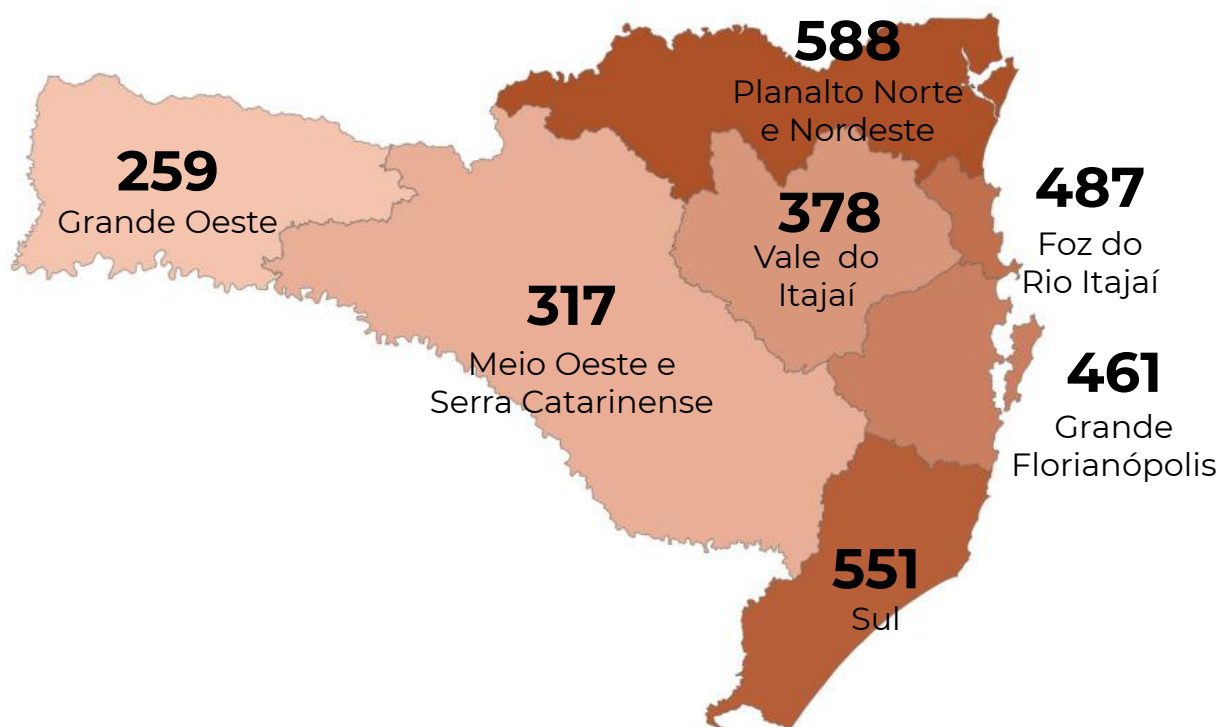 588
Planalto Norte
e Nordeste
259
Grande Oeste
487
Foz do
Rio Itajaí
378
Vale do
Itajaí
317
Meio Oeste e
Serra Catarinense
461
Grande
Florianópolis
551
Sul